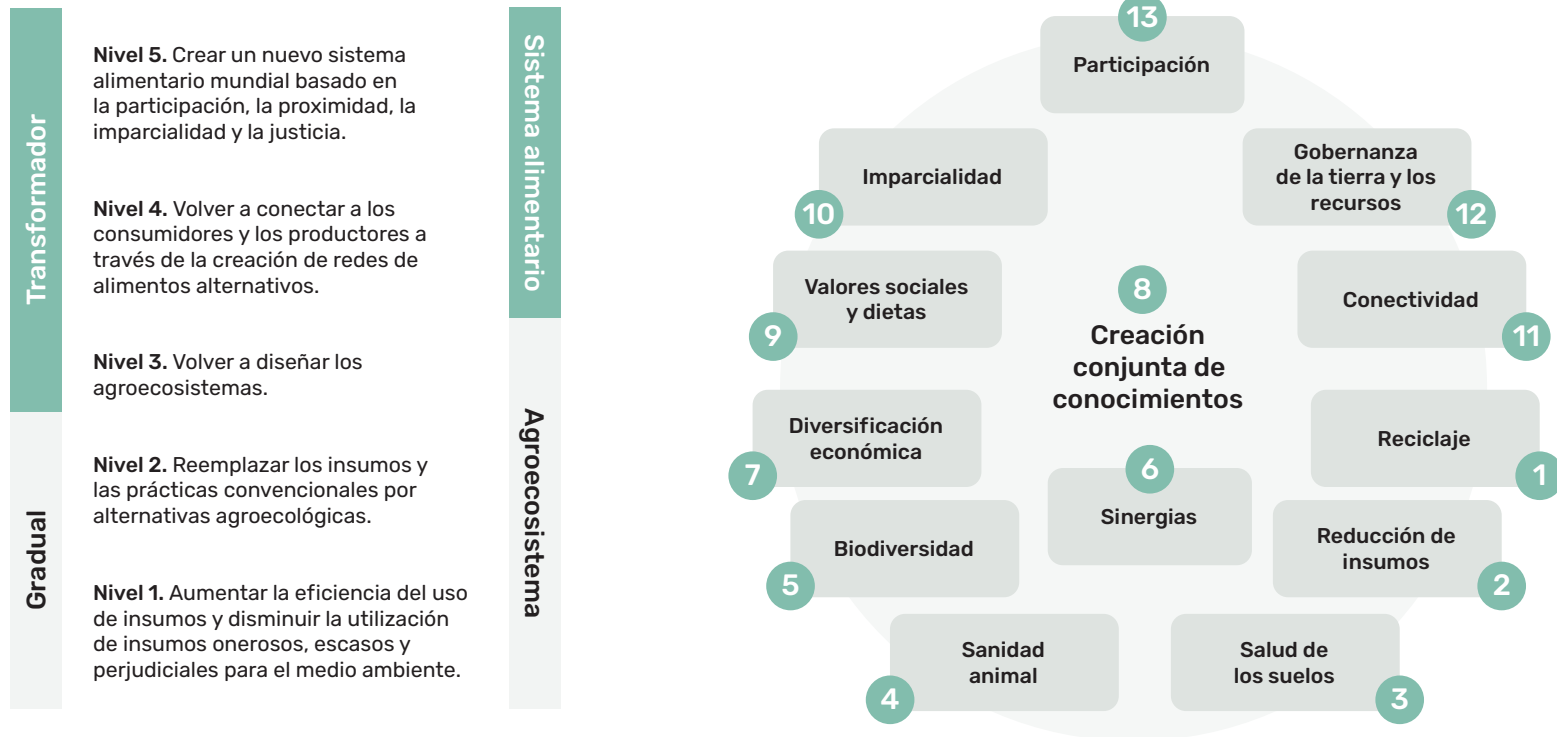 Transformador
Gradual
Nivel 5. Crear un nuevo sistema
alimentario mundial basado en
la participación, la proximidad, la
imparcialidad y la justicia.
Nivel 4. Volver a conectar a los
consumidores y los productores a
través de la creación de redes de
alimentos alternativos.
Nivel 3. Volver a diseñar los
agroecosistemas.
Nivel 2. Reemplazar los insumos y
las prácticas convencionales por
alternativas agroecológicas.
Nivel 1. Aumentar la eficiencia del uso
de insumos y disminuir la utilización
de insumos onerosos, escasos y
perjudiciales para el medio ambiente.
Sistema alimentario
Agroecosistema
13
Participación
Imparcialidad
10
Gobernanza
de la tierra y los
recursos
12
Valores sociales
y dietas
9
8
Creación
conjunta de
conocimientos
Conectividad
11
Diversificación
económica
7
6
Sinergias
Reciclaje
1
Biodiversidad
5
Reducción de
insumos
2
Sanidad
animal
4
Salud de
los suelos
3